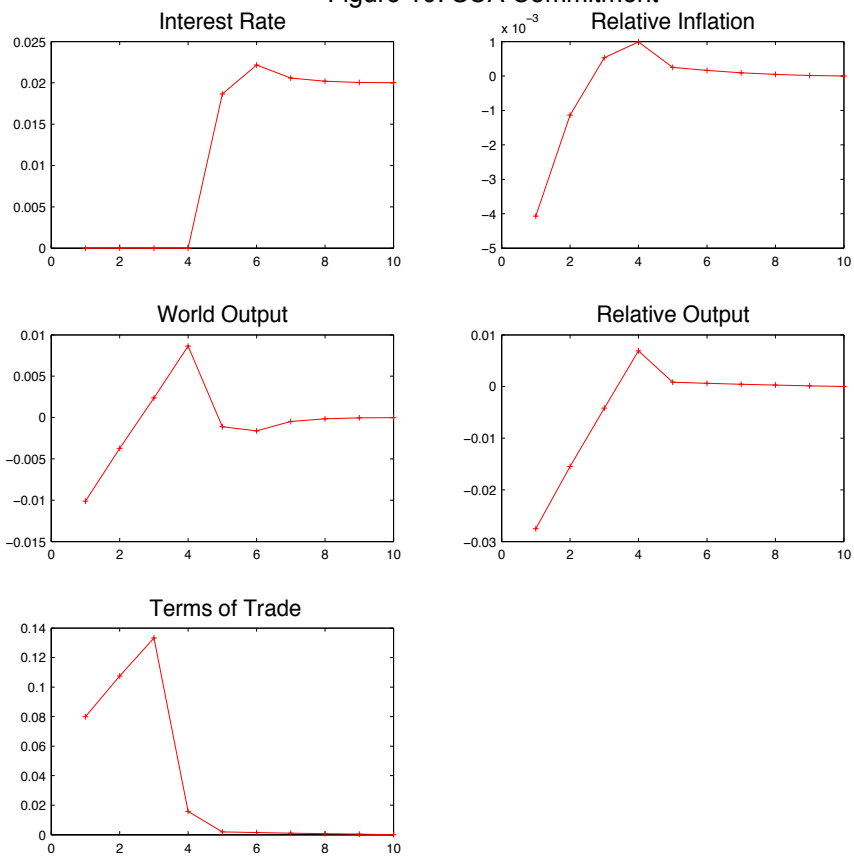 Interest Rate
0.025
0.02
0.015
0.01
0.005
0
0 2 4 6 8 10
Relative Inflation
x 10^-3
1
0
−1
−2
−3
−4
−5
0 2 4 6 8 10
World Output
0.01
0.005
0
−0.005
−0.01
−0.015
0 2 4 6 8 10
Relative Output
0.01
0
−0.01
−0.02
−0.03
0 2 4 6 8 10
Terms of Trade
0.14
0.12
0.1
0.08
0.06
0.04
0.02
0
0 2 4 6 8 10